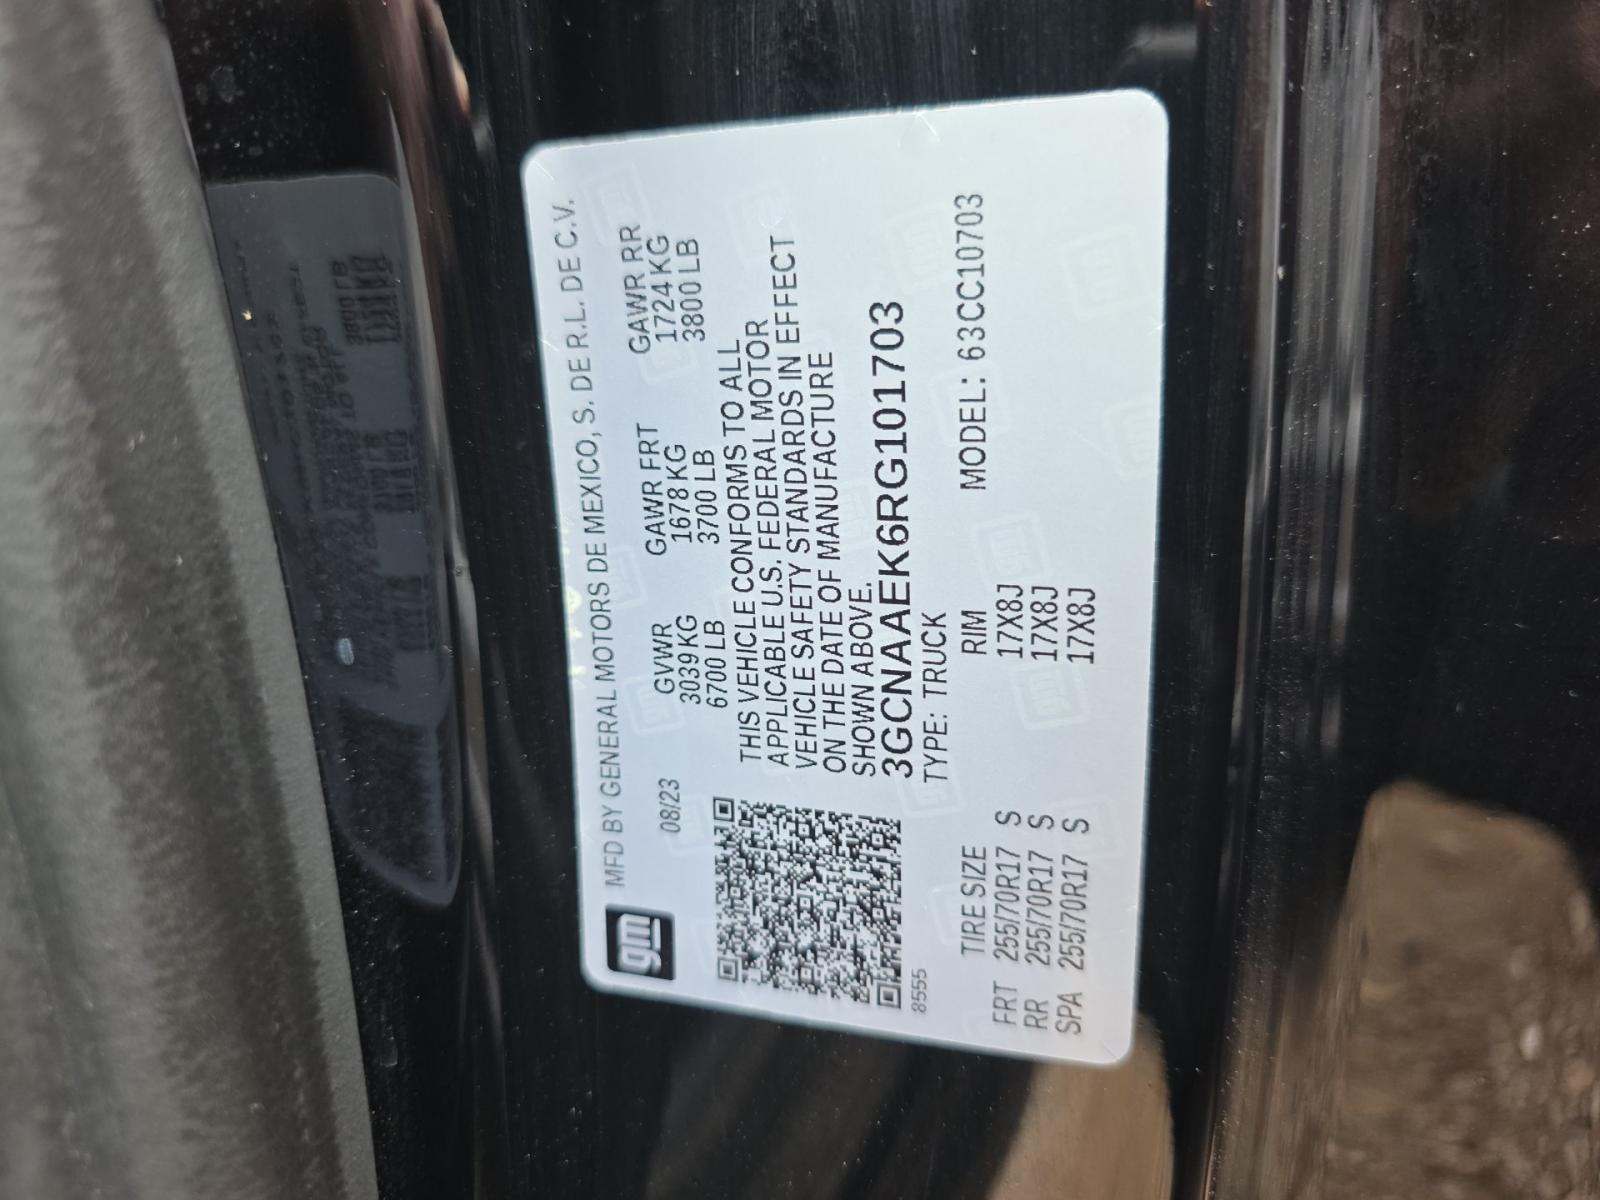 gm MFD BY GENERAL MOTORS DE MEXICO, S. DE R.L. DE C.V.
08/23 GVWR GAWR FRT GAWR RR
3039 KG 1678 KG 1724 KG
6700 LB 3700 LB 3800 LB
THIS VEHICLE CONFORMS TO ALL
APPLICABLE U.S. FEDERAL MOTOR
VEHICLE SAFETY STANDARDS IN EFFECT
ON THE DATE OF MANUFACTURE
SHOWN ABOVE.
3GCNAAEK6RG101703
8555 TYPE: TRUCK
TIRE SIZE RIM MODEL: 63CC10703
FRT 255/70R17 S 17X8J
RR 255/70R17 S 17X8J
SPA 255/70R17 S 17X8J